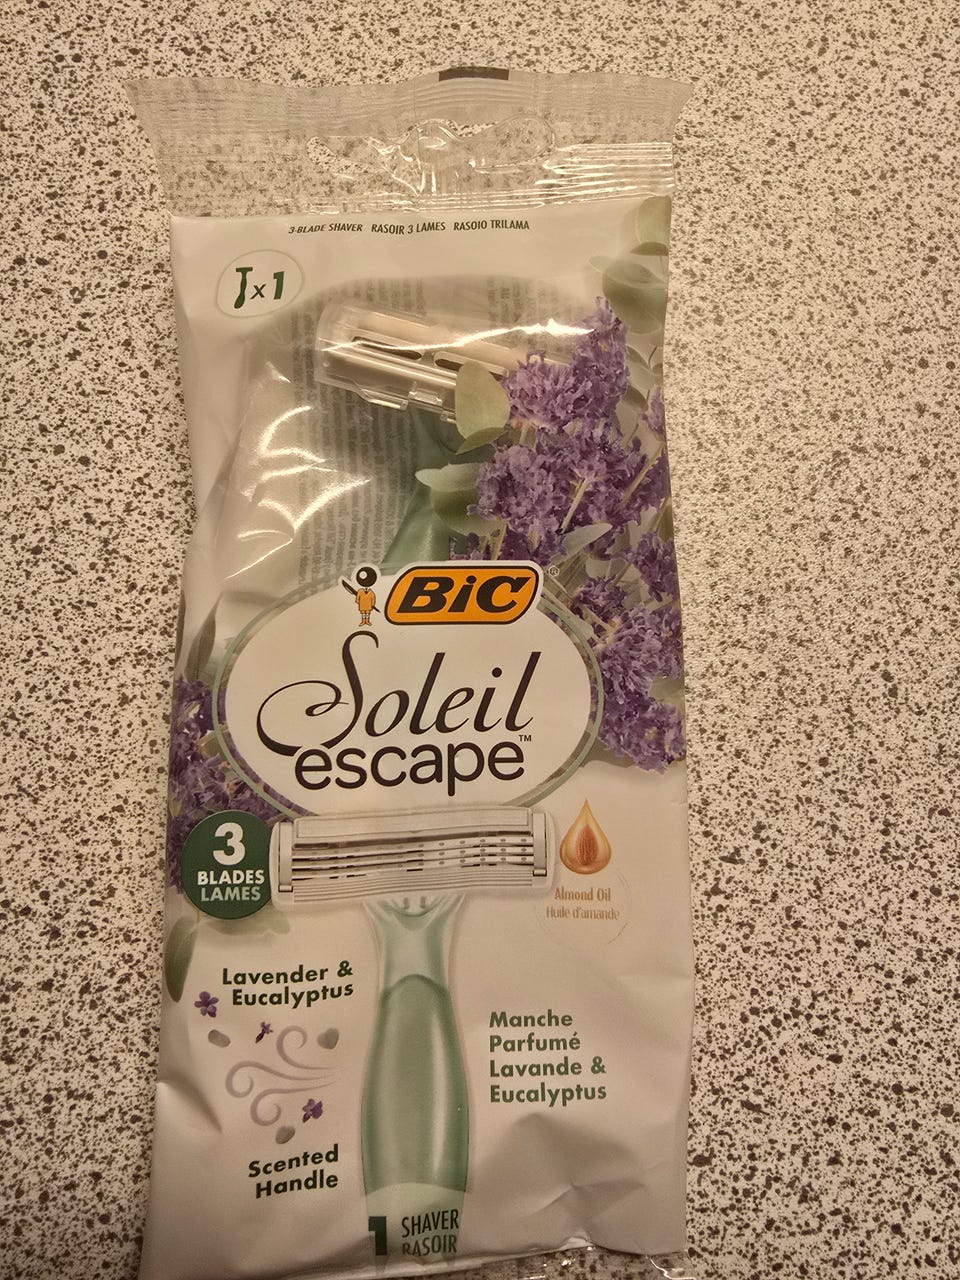 3-BLADE SHAVER RASOIR 3 LAMES RASOIO TRILAMA
x1
BiC®
Soleil
escape™
3
BLADES
LAMES
Almond Oil
Huile d'amande
Lavender &
Eucalyptus
Manche
Parfumé
Lavande &
Eucalyptus
Scented
Handle
1 SHAVER
RASOIR